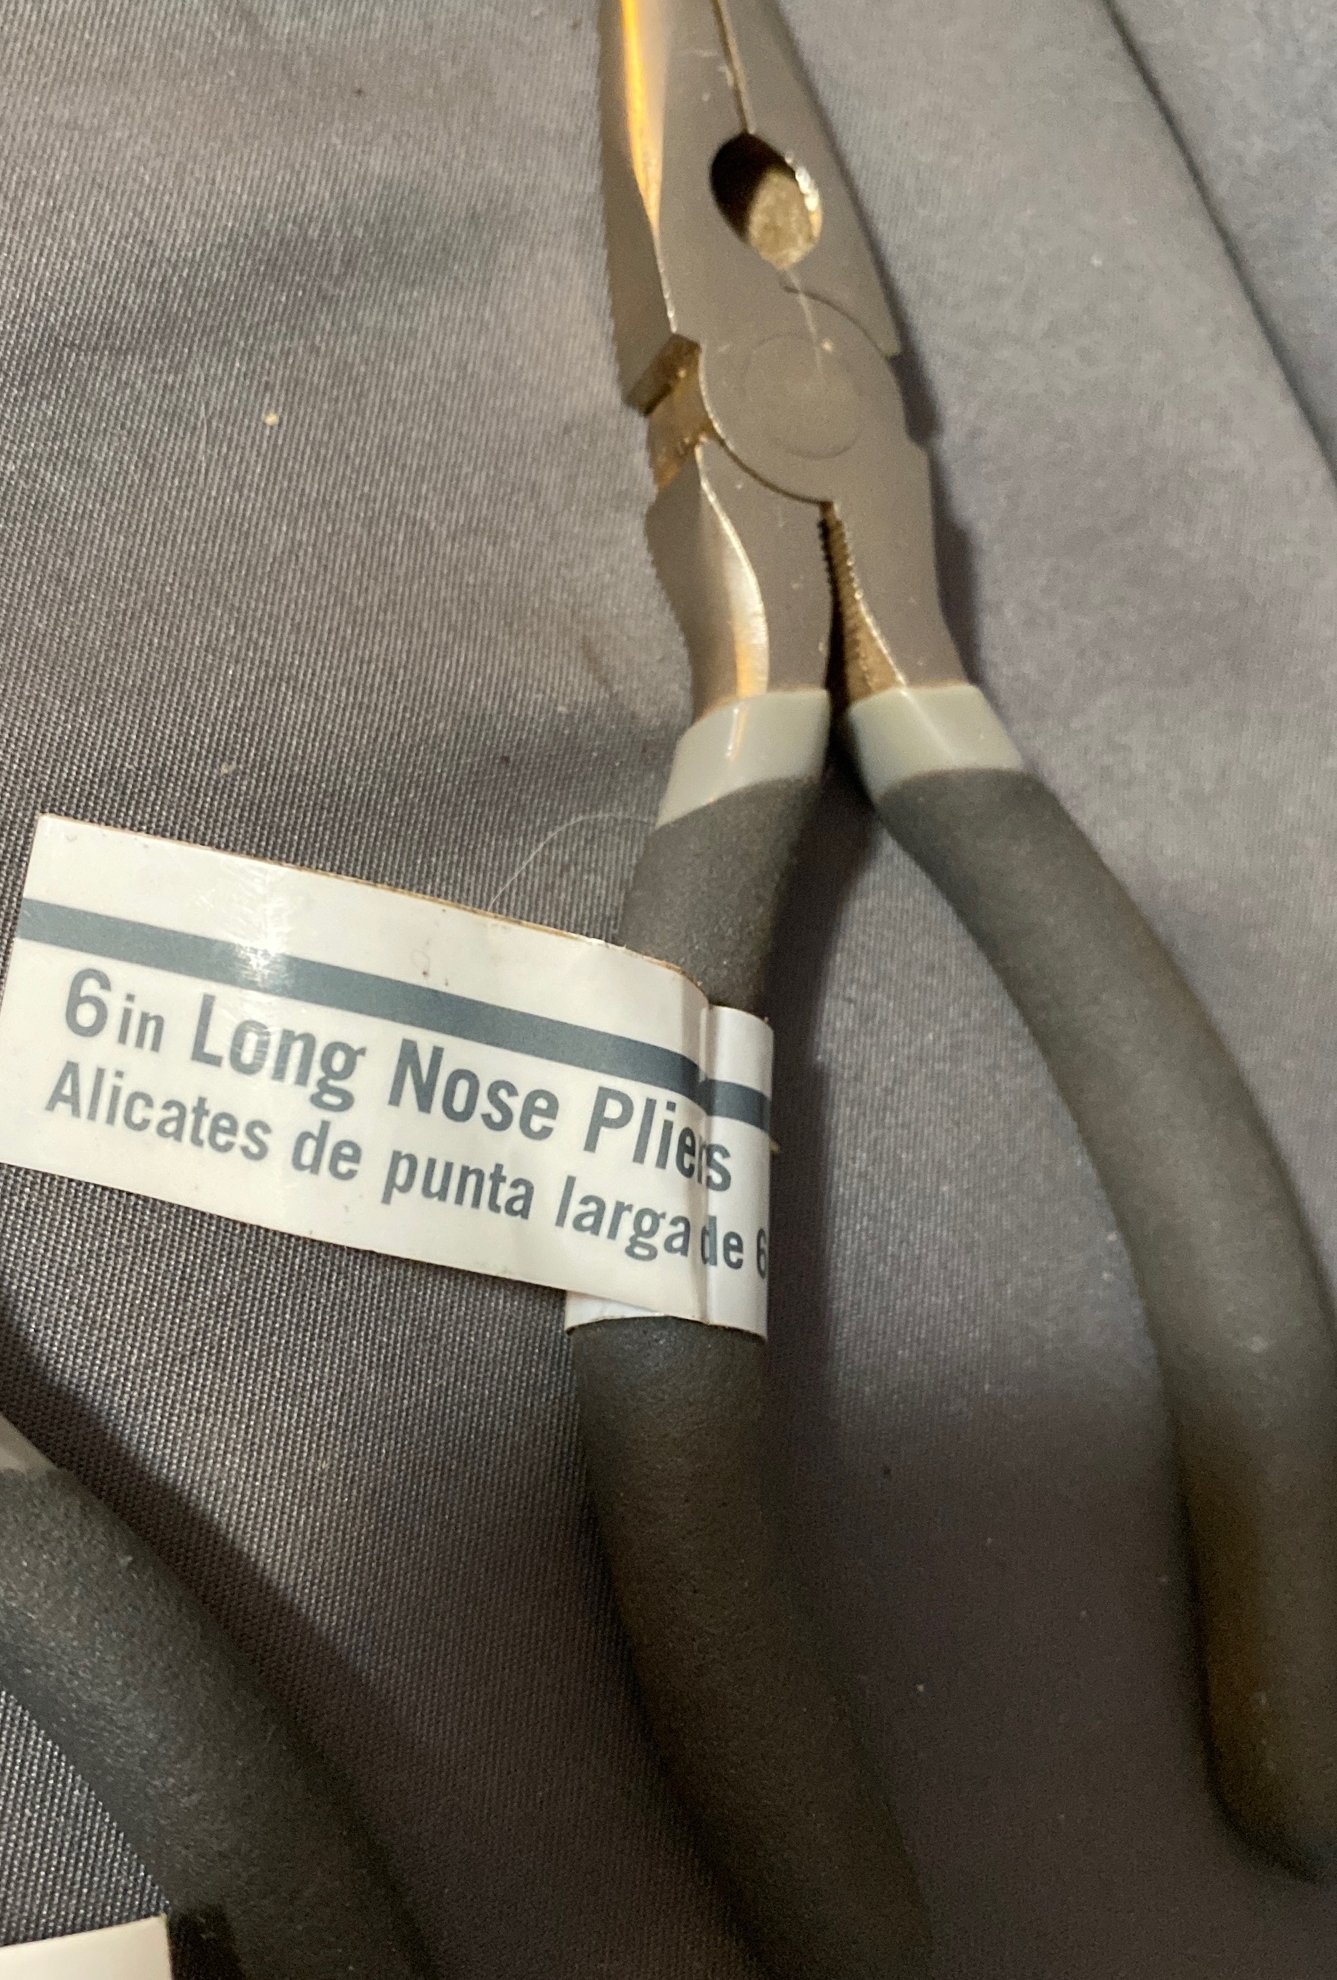 6in Long Nose Pliers
Alicates de punta larga de 6